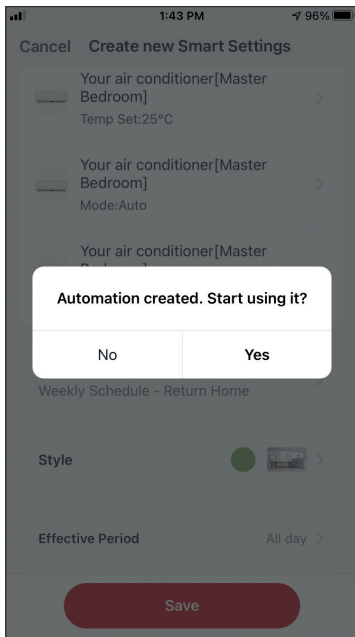 1:43 PM
96%
Cancel
Create new Smart Settings
Your air conditioner[Master
Bedroom]
Temp Set:25°C
Your air conditioner[Master
Bedroom]
Mode:Auto
Your air conditioner[Master
Automation created. Start using it?
No
Yes
Weekly Schedule - Return Home
Style
Effective Period
All day
Save